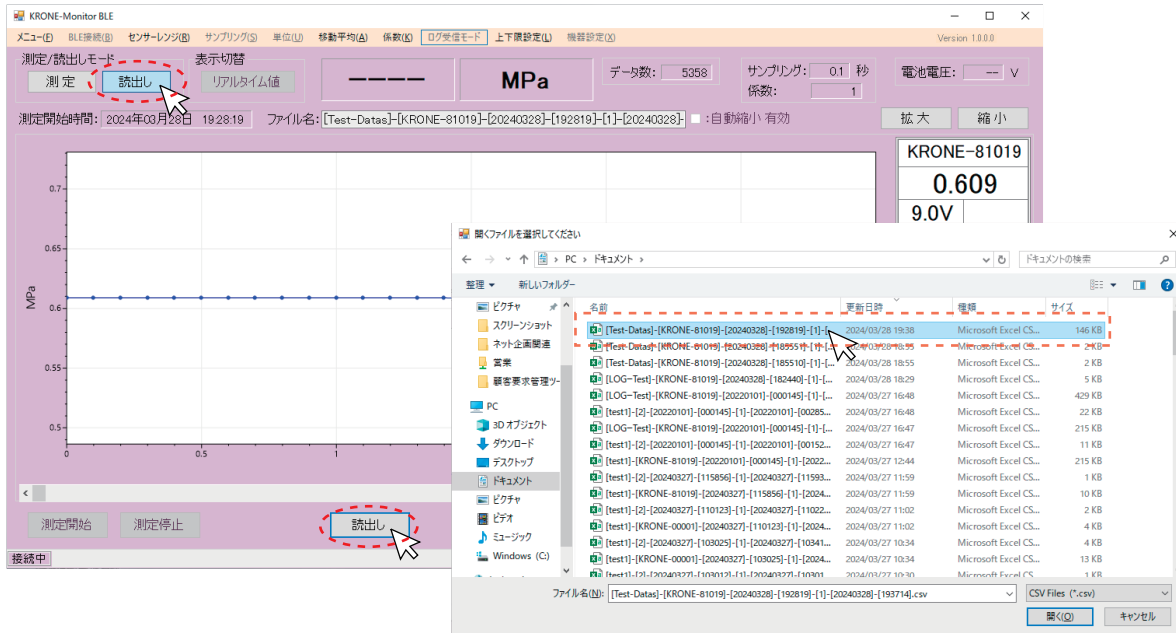 KRONE-Monitor BLE
メニュー(F) BLE接続(B) センサーレンジ(R) サンプリング(S) 単位(U) 移動平均(A) 係数(K) ログ受信モード 上下限設定(L) 機器設定(X) Version 1.0.0.0
測定/読出しモード 表示切替
測 定 読出し リアルタイム値 ---- MPa データ数: 5358 サンプリング: 0.1 秒 電池電圧: -- V
係数: 1
測定開始時間: 2024年03月28日 19:28:19 ファイル名: [Test-Datas]-[KRONE-81019]-[20240328]-[192819]-[1]-[20240328]- :自動縮小 有効 拡 大 縮 小
KRONE-81019
0.609
9.0V
MPa
0.7
0.65
0.6
0.55
0.5
0 0.5 1
測定開始 測定停止 読出し
接続中
開くファイルを選択してください
PC › ドキュメント › ドキュメントの検索
整理 新しいフォルダー
ピクチャ
スクリーンショット
ネット企画関連
営業
顧客要求管理ツー
PC
3D オブジェクト
ダウンロード
デスクトップ
ドキュメント
ピクチャ
ビデオ
ミュージック
Windows (C:)
名前 更新日時 種類 サイズ
[Test-Datas]-[KRONE-81019]-[20240328]-[192819]-[1]-[... 2024/03/28 19:38 Microsoft Excel CS... 146 KB
[Test-Datas]-[KRONE-81019]-[20240328]-[185551]-[1]-[... 2024/03/28 18:55 Microsoft Excel CS... 2 KB
[Test-Datas]-[KRONE-81019]-[20240328]-[185510]-[1]-[... 2024/03/28 18:55 Microsoft Excel CS... 2 KB
[LOG-Test]-[KRONE-81019]-[20240328]-[182440]-[1]-[... 2024/03/28 18:29 Microsoft Excel CS... 5 KB
[LOG-Test]-[KRONE-81019]-[20220101]-[000145]-[1]-[... 2024/03/27 16:48 Microsoft Excel CS... 429 KB
[test1]-[2]-[20220101]-[000145]-[1]-[20220101]-[00285... 2024/03/27 16:48 Microsoft Excel CS... 22 KB
[LOG-Test]-[KRONE-81019]-[20220101]-[000145]-[1]-[... 2024/03/27 16:47 Microsoft Excel CS... 215 KB
[test1]-[2]-[20220101]-[000145]-[1]-[20220101]-[00152... 2024/03/27 16:47 Microsoft Excel CS... 11 KB
[test1]-[KRONE-81019]-[20220101]-[000145]-[1]-[2022... 2024/03/27 12:44 Microsoft Excel CS... 215 KB
[test1]-[2]-[20240327]-[115856]-[1]-[20240327]-[11593... 2024/03/27 11:59 Microsoft Excel CS... 1 KB
[test1]-[KRONE-81019]-[20240327]-[115856]-[1]-[2024... 2024/03/27 11:59 Microsoft Excel CS... 10 KB
[test1]-[2]-[20240327]-[110123]-[1]-[20240327]-[11022... 2024/03/27 11:02 Microsoft Excel CS... 2 KB
[test1]-[KRONE-00001]-[20240327]-[110123]-[1]-[2024... 2024/03/27 11:02 Microsoft Excel CS... 4 KB
[test1]-[2]-[20240327]-[103025]-[1]-[20240327]-[10341... 2024/03/27 10:34 Microsoft Excel CS... 4 KB
[test1]-[KRONE-00001]-[20240327]-[103025]-[1]-[2024... 2024/03/27 10:34 Microsoft Excel CS... 13 KB
[test1]-[2]-[20240327]-[103012]-[1]-[20240327]-[10301... 2024/03/27 10:30 Microsoft Excel CS... 1 KB
ファイル名(N): [Test-Datas]-[KRONE-81019]-[20240328]-[192819]-[1]-[20240328]-[193714].csv CSV Files (*.csv)
開く(O) キャンセル